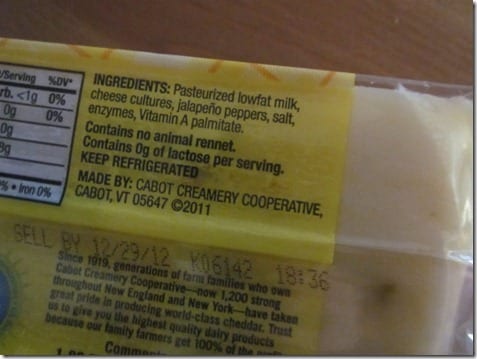 /Serving %DV*
rb. <1g 0%
0g 0%
0g
8g
% • Iron 0%
INGREDIENTS: Pasteurized lowfat milk,
cheese cultures, jalapeño peppers, salt,
enzymes, Vitamin A palmitate.
Contains no animal rennet.
Contains 0g of lactose per serving.
KEEP REFRIGERATED
MADE BY: CABOT CREAMERY COOPERATIVE,
CABOT, VT 05647 ©2011
SELL BY 12/29/12 K06142 18:36
Since 1919, generations of farm families who own
Cabot Creamery Cooperative—now 1,200 strong
throughout New England and New York—have taken
great pride in producing world-class cheddar. Trust
us to give you the highest quality dairy products
because our family farmers get 100% of the